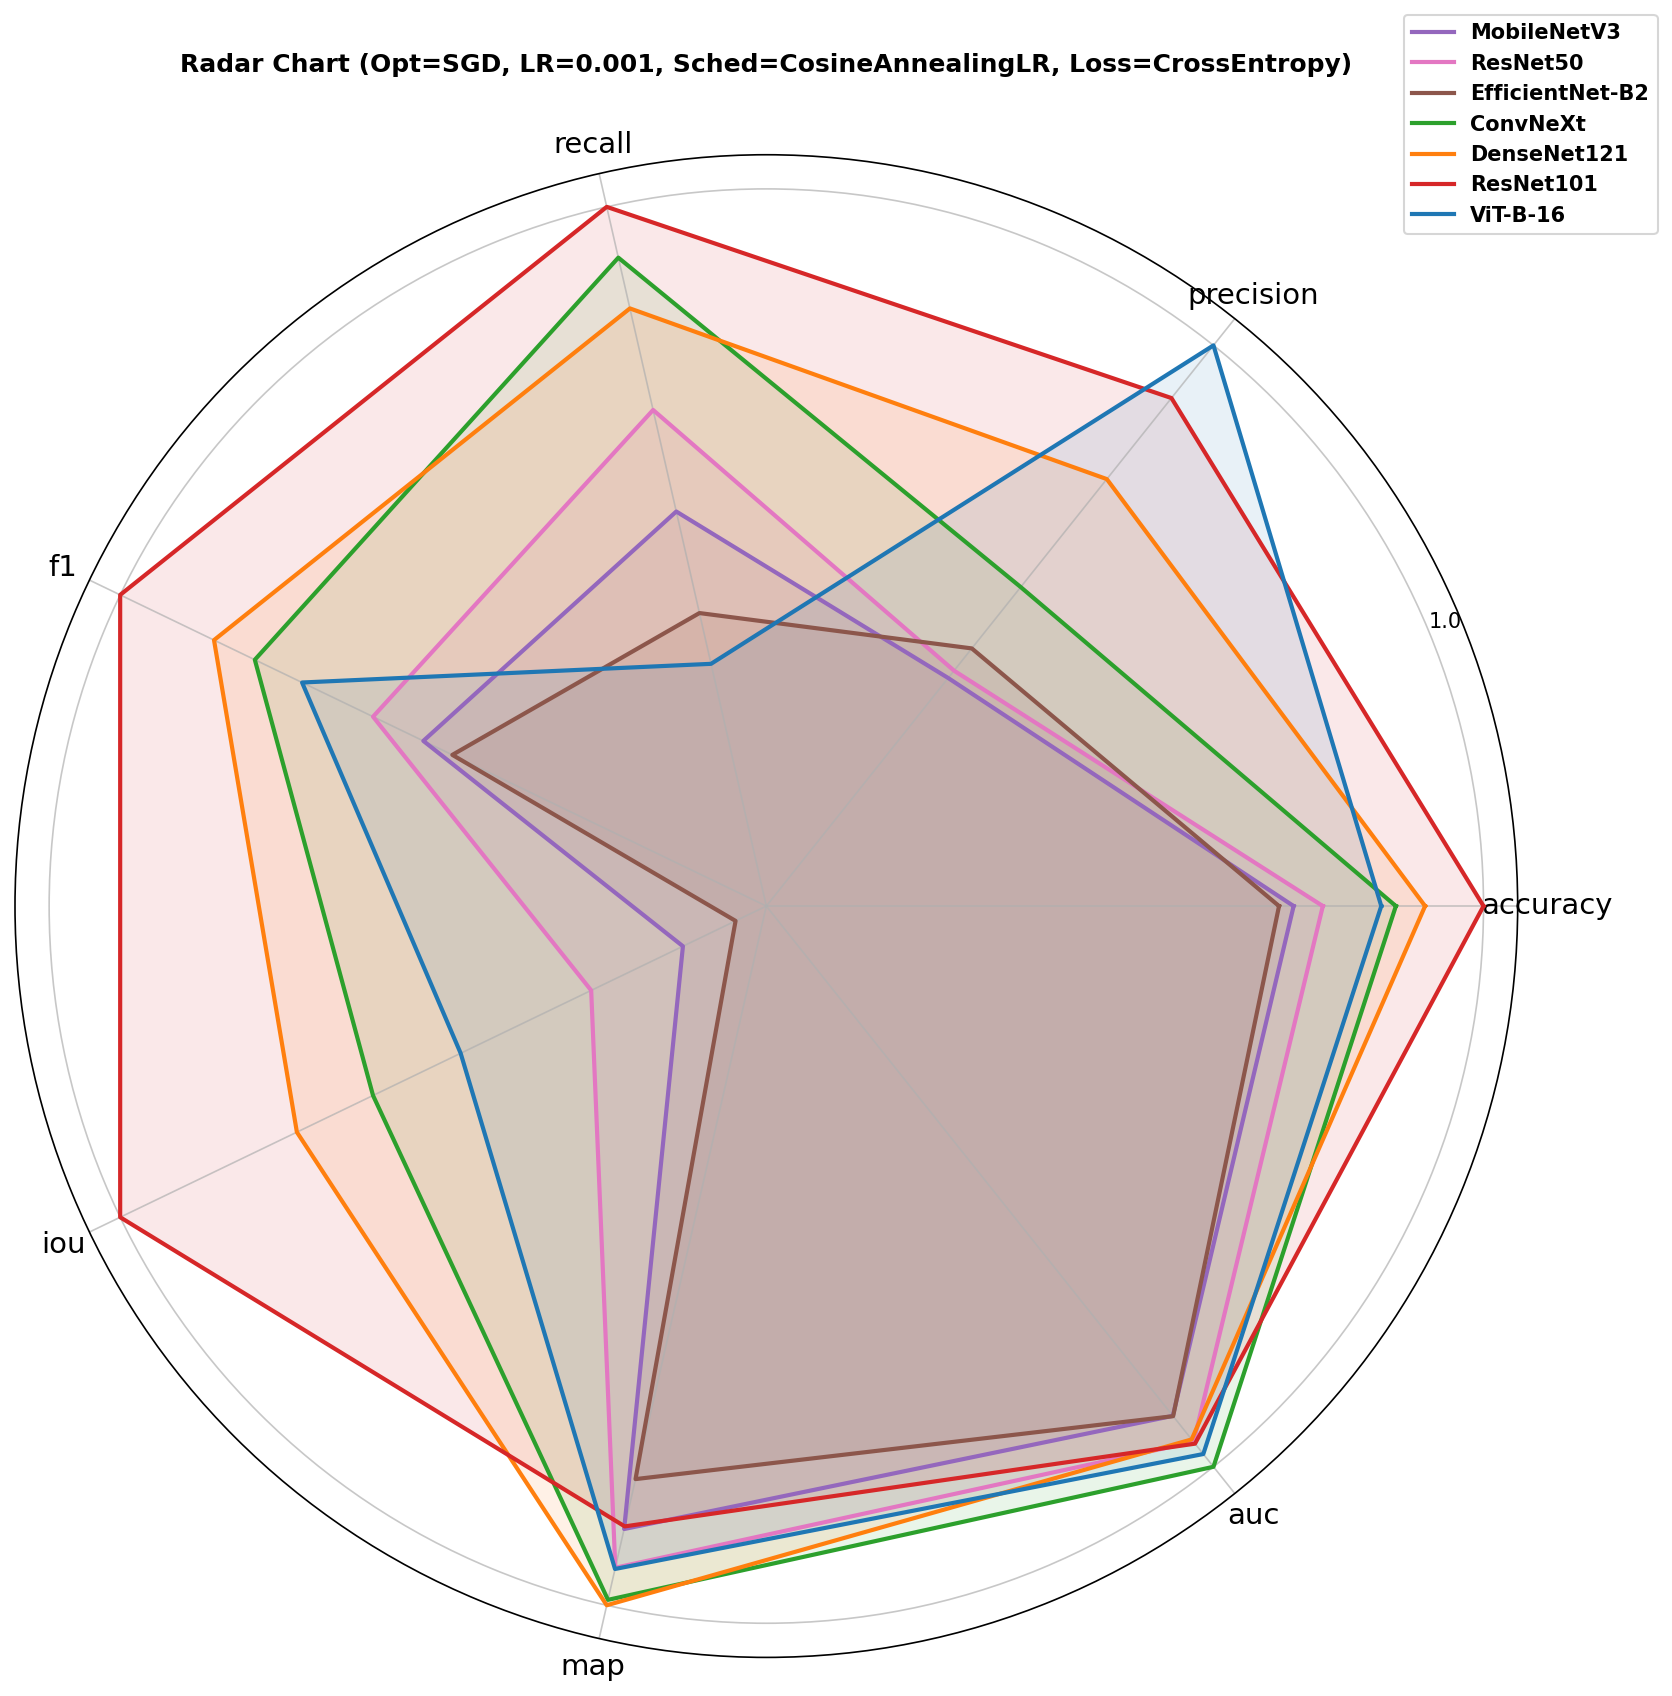 Radar Chart (Opt=SGD, LR=0.001, Sched=CosineAnnealingLR, Loss=CrossEntropy)
MobileNetV3
ResNet50
EfficientNet-B2
ConvNeXt
DenseNet121
ResNet101
ViT-B-16
recall
precision
f1
1.0
accuracy
iou
auc
map